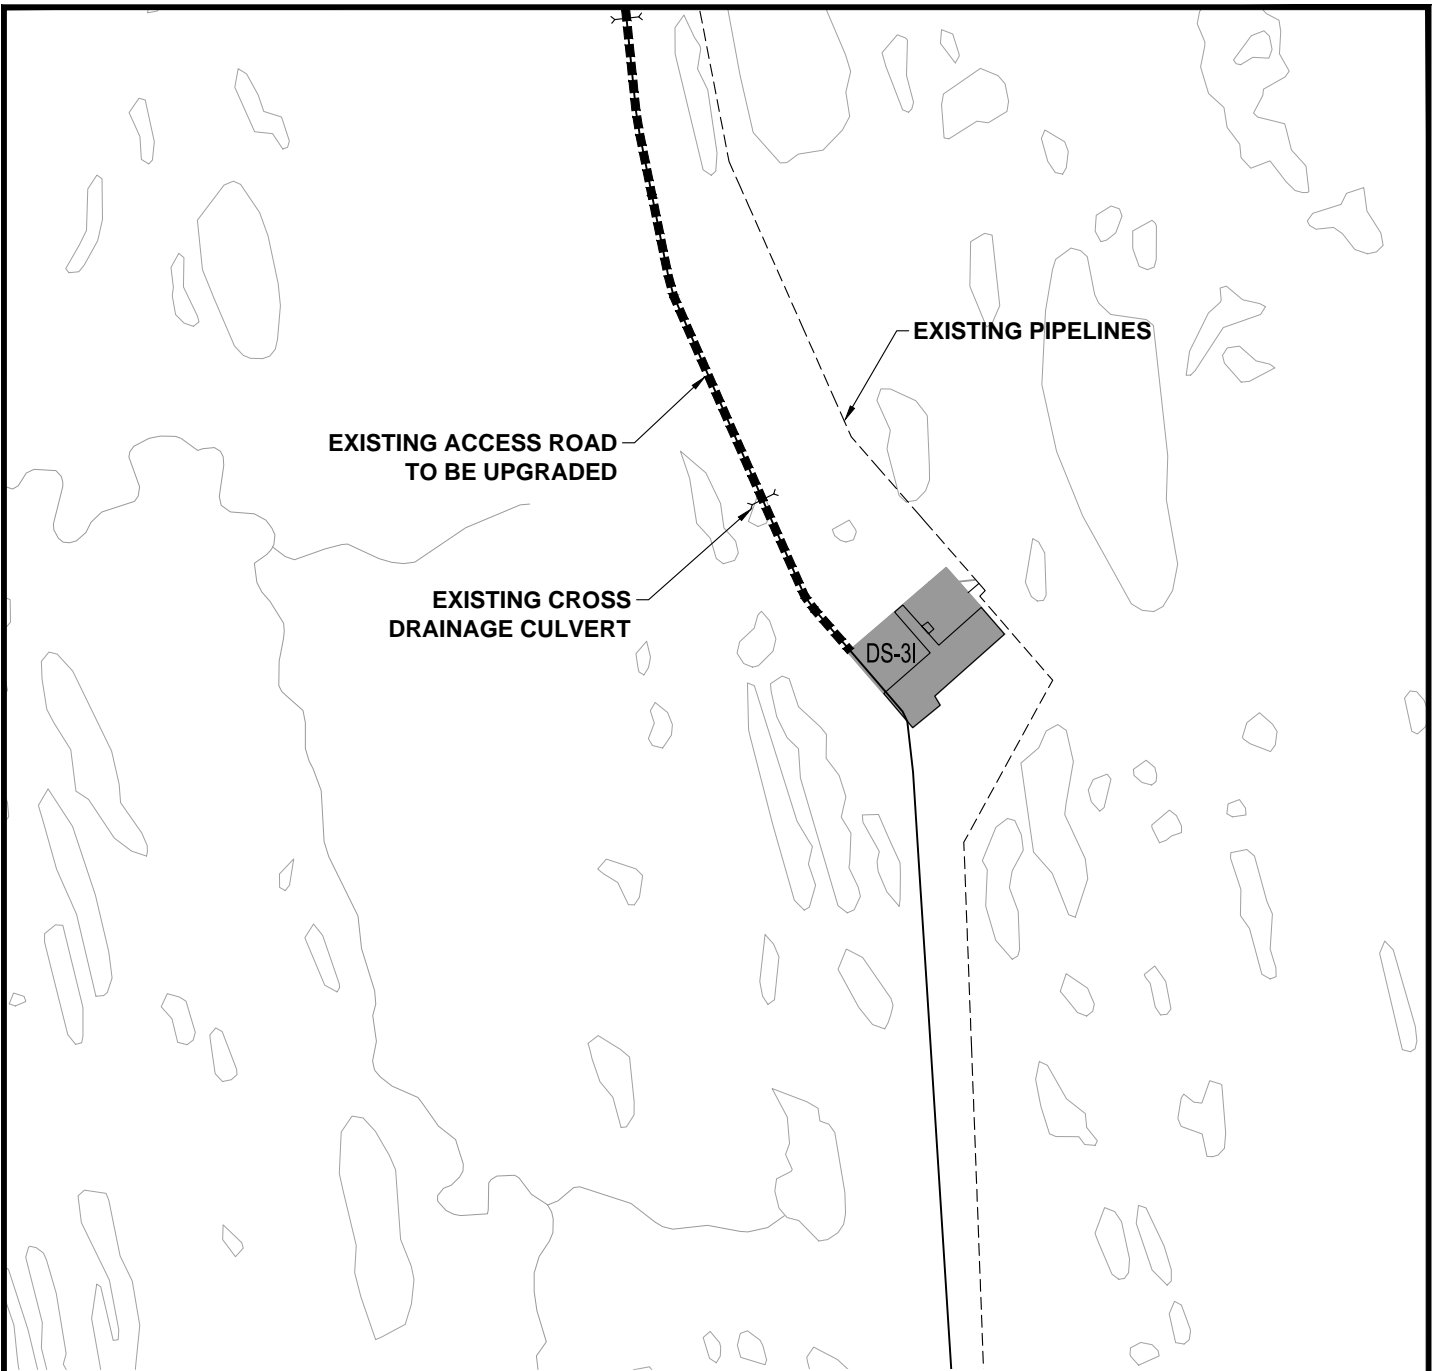 EXISTING PIPELINES
EXISTING ACCESS ROAD
TO BE UPGRADED
EXISTING CROSS
DRAINAGE CULVERT
DS-3I